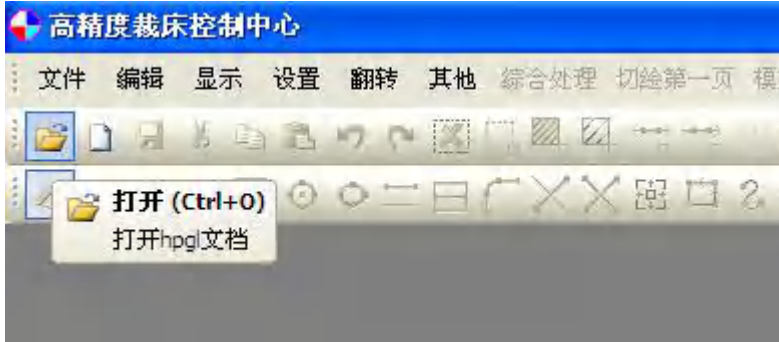 高精度裁床控制中心
文件 编辑 显示 设置 翻转 其他 綜合处理 切绘第一页 模
打开 (Ctrl+O)
打开hpgl文档